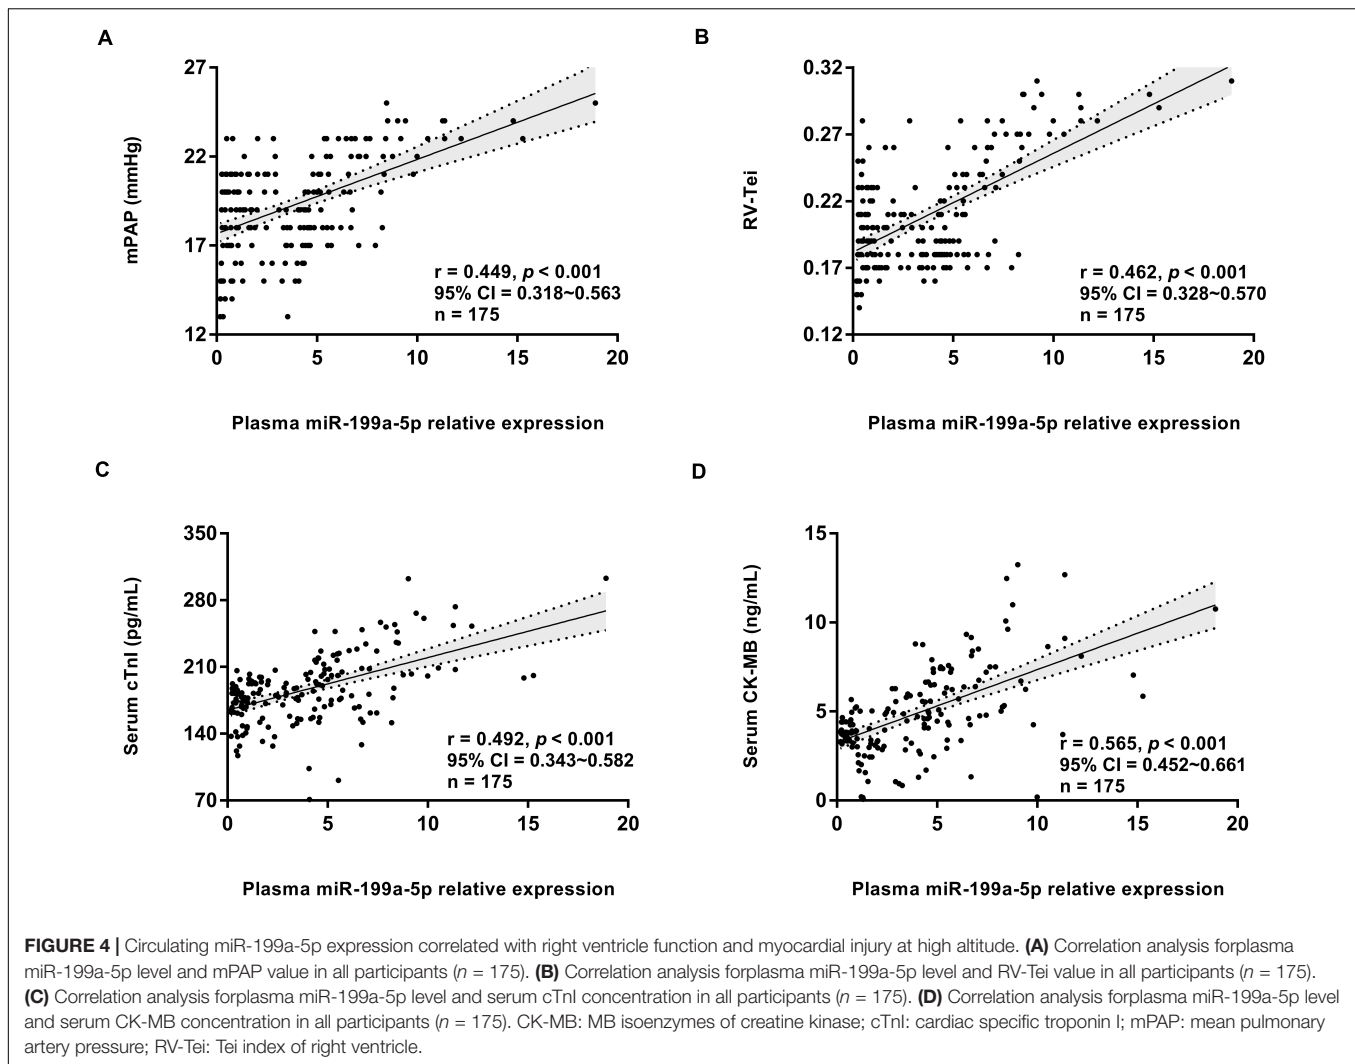 A
27
22
17
12
mPAP (mmHg)
r = 0.449, p < 0.001
95% CI = 0.318~0.563
n = 175
0 5 10 15 20
Plasma miR-199a-5p relative expression
B
0.32
0.27
0.22
0.17
0.12
RV-Tei
r = 0.462, p < 0.001
95% CI = 0.328~0.570
n = 175
0 5 10 15 20
Plasma miR-199a-5p relative expression
C
350
280
210
140
70
Serum cTnI (pg/mL)
r = 0.492, p < 0.001
95% CI = 0.343~0.582
n = 175
0 5 10 15 20
Plasma miR-199a-5p relative expression
D
15
10
5
0
Serum CK-MB (ng/mL)
r = 0.565, p < 0.001
95% CI = 0.452~0.661
n = 175
0 5 10 15 20
Plasma miR-199a-5p relative expression
FIGURE 4 | Circulating miR-199a-5p expression correlated with right ventricle function and myocardial injury at high altitude. (A) Correlation analysis forplasma
miR-199a-5p level and mPAP value in all participants (n = 175). (B) Correlation analysis forplasma miR-199a-5p level and RV-Tei value in all participants (n = 175).
(C) Correlation analysis forplasma miR-199a-5p level and serum cTnI concentration in all participants (n = 175). (D) Correlation analysis forplasma miR-199a-5p level
and serum CK-MB concentration in all participants (n = 175). CK-MB: MB isoenzymes of creatine kinase; cTnI: cardiac specific troponin I; mPAP: mean pulmonary
artery pressure; RV-Tei: Tei index of right ventricle.